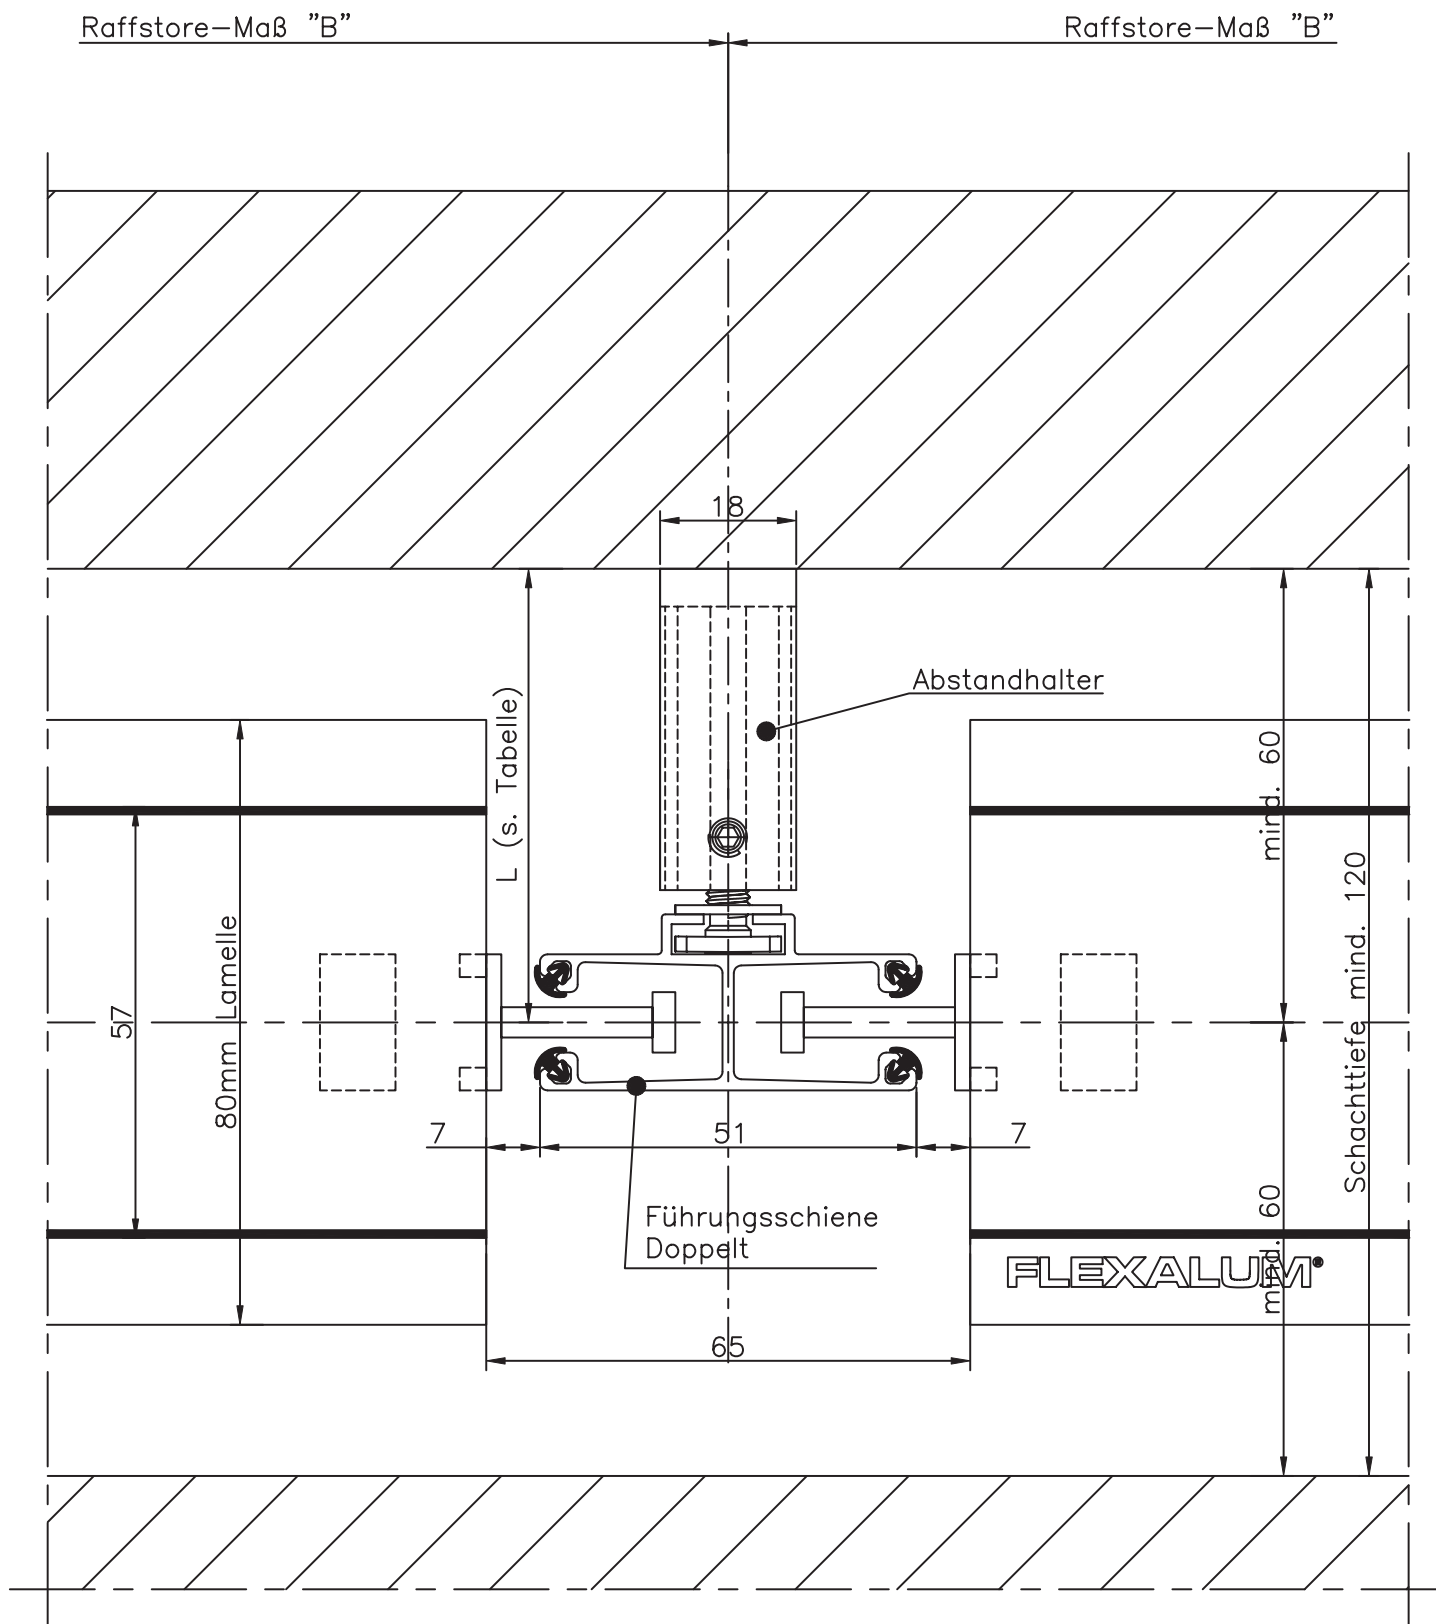 Raffstore-Maß "B"
Raffstore-Maß "B"
18
Abstandhalter
L (s. Tabelle)
mind. 60
Schachttiefe mind. 120
80mm Lamelle
57
7
51
7
mind. 60
Führungsschiene
Doppelt
FLEXALUM®
65